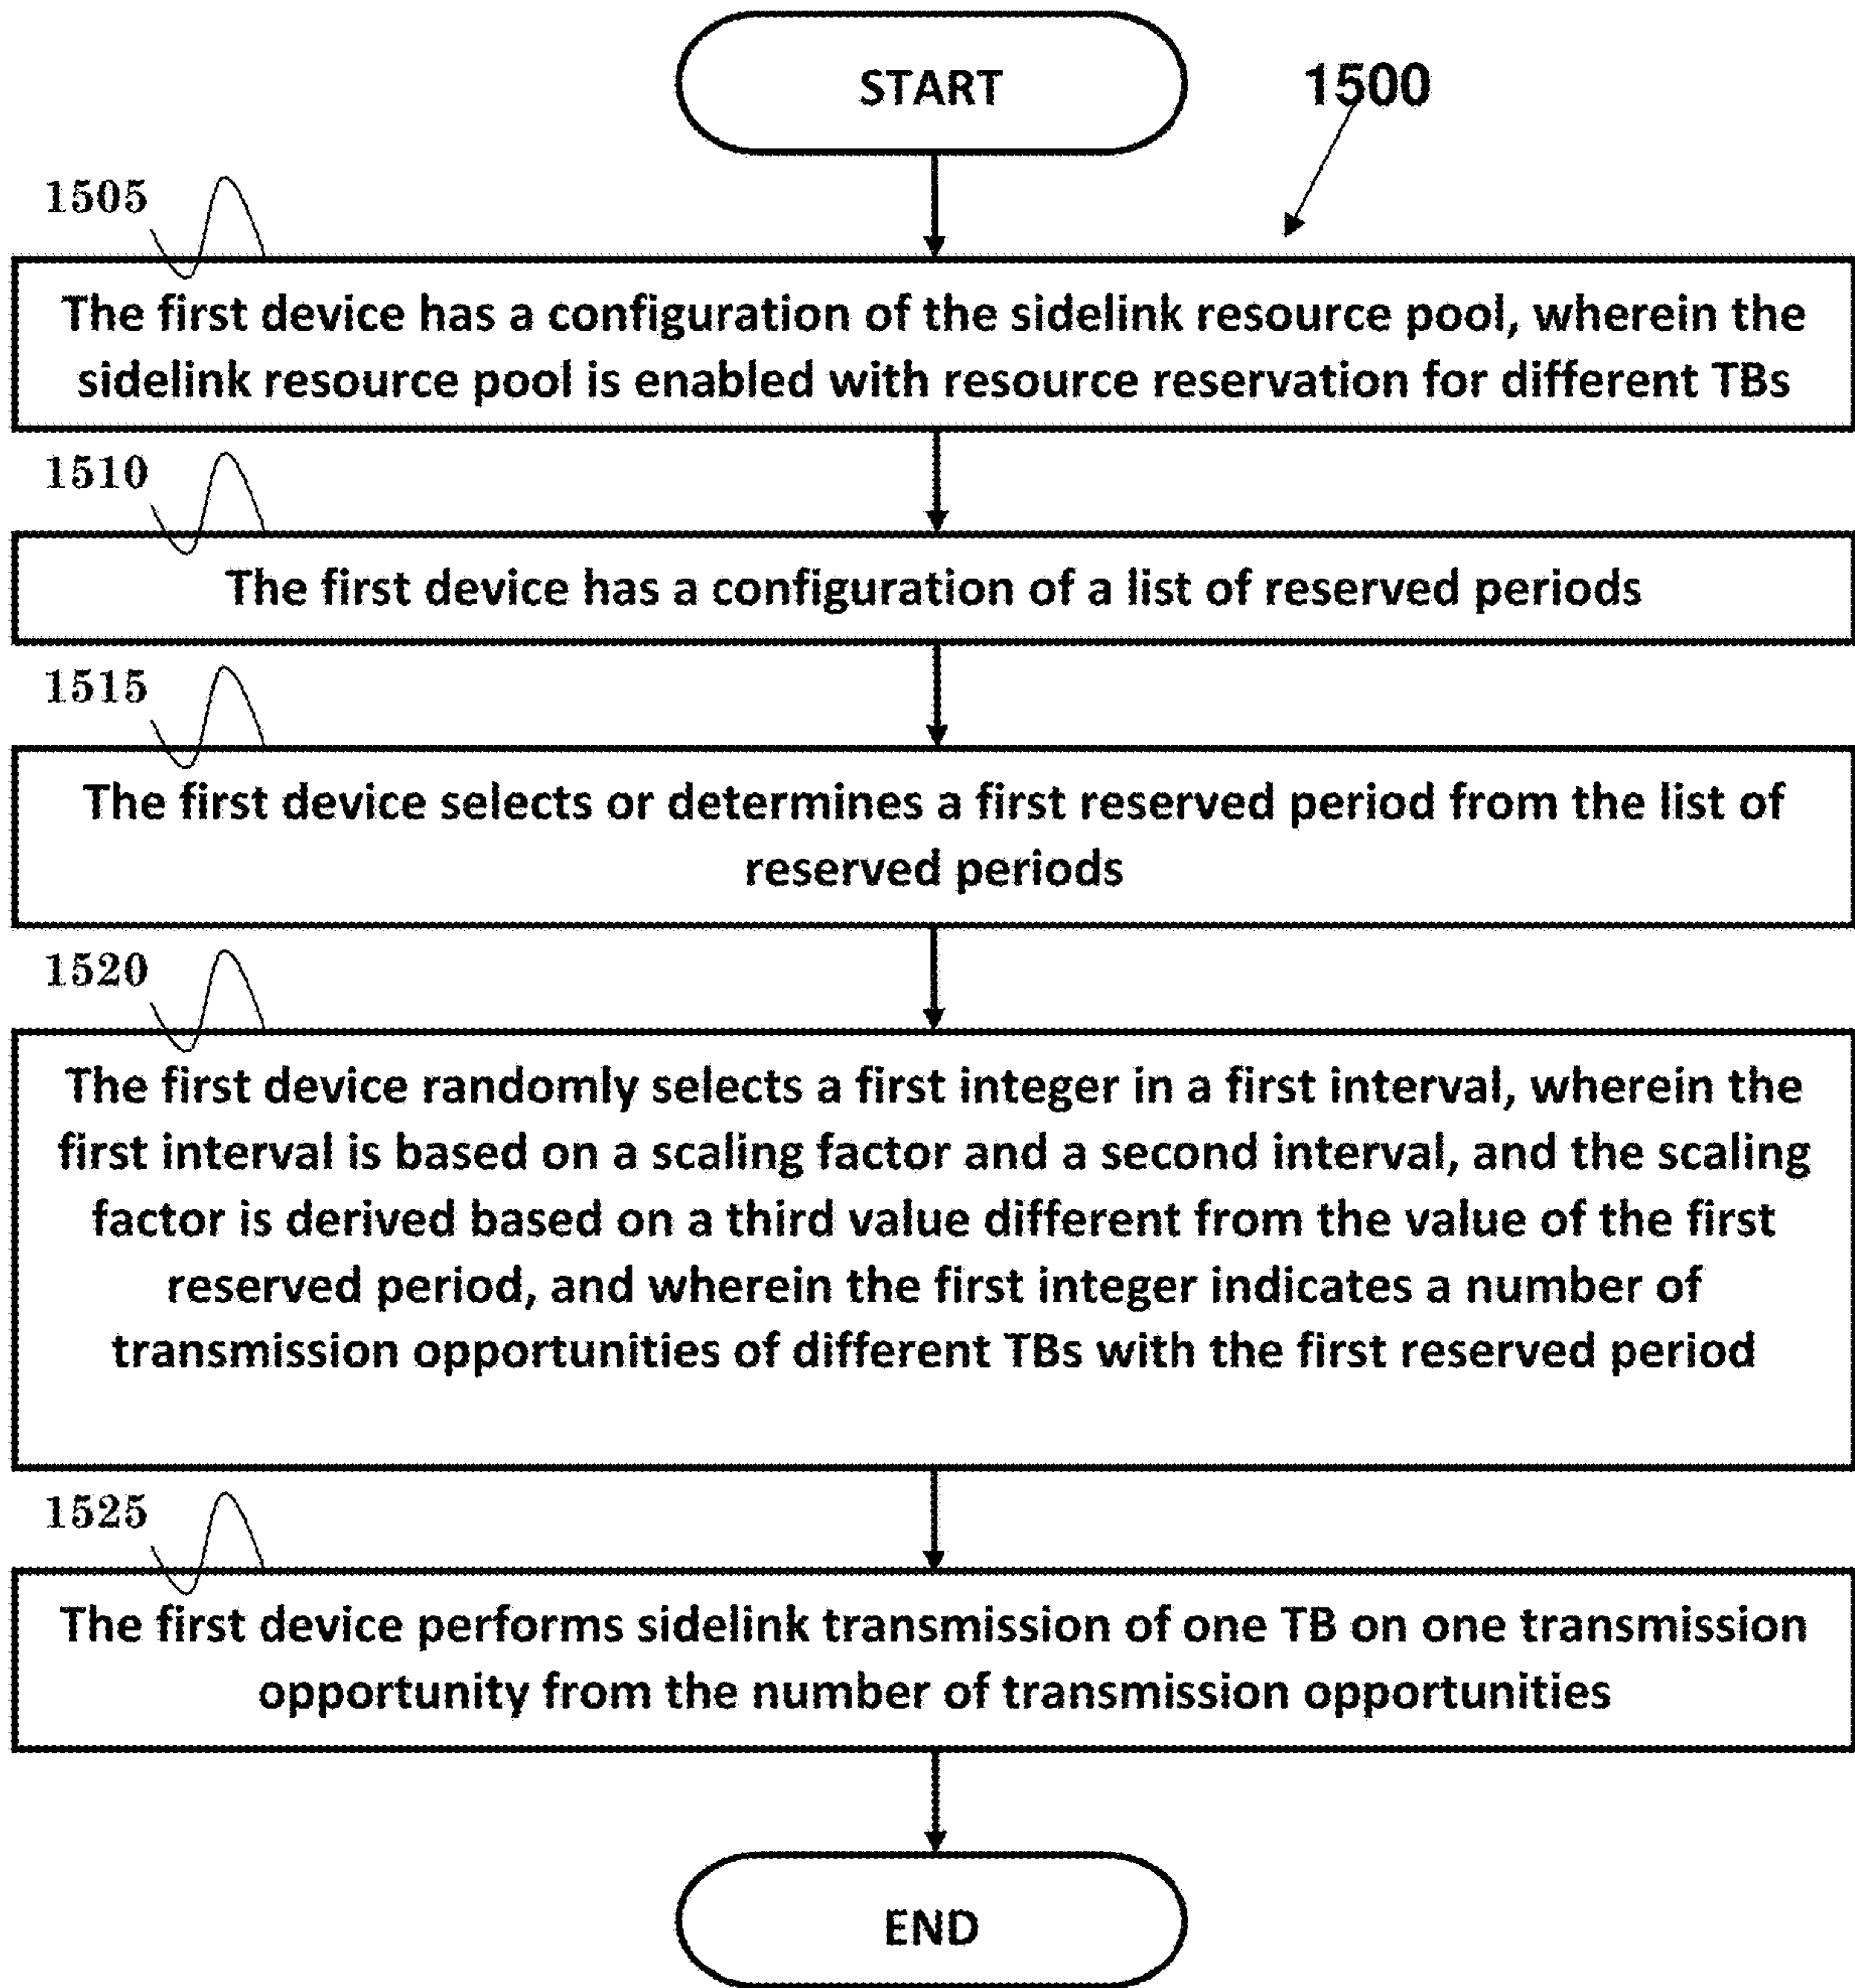 START
1500
1505
The first device has a configuration of the sidelink resource pool, wherein the
sidelink resource pool is enabled with resource reservation for different TBs
1510
The first device has a configuration of a list of reserved periods
1515
The first device selects or determines a first reserved period from the list of
reserved periods
1520
The first device randomly selects a first integer in a first interval, wherein the
first interval is based on a scaling factor and a second interval, and the scaling
factor is derived based on a third value different from the value of the first
reserved period, and wherein the first integer indicates a number of
transmission opportunities of different TBs with the first reserved period
1525
The first device performs sidelink transmission of one TB on one transmission
opportunity from the number of transmission opportunities
END